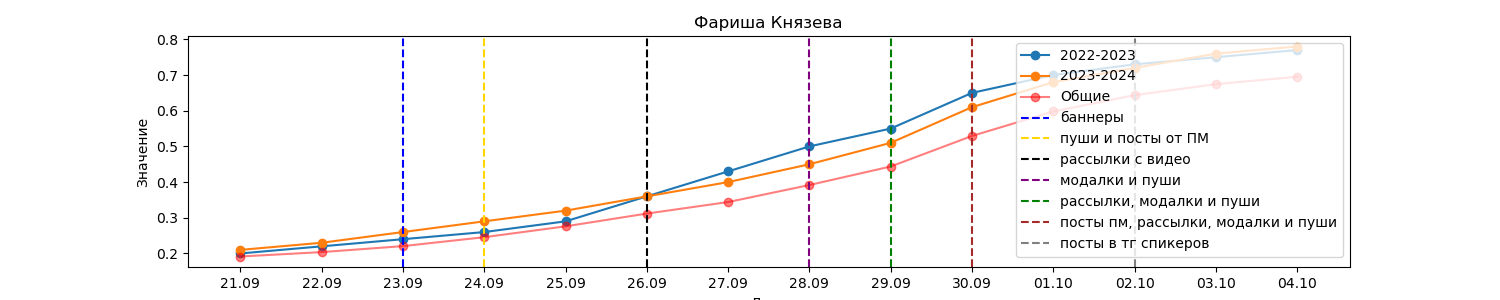 Фариша Князева
Значение
0.8
0.7
0.6
0.5
0.4
0.3
0.2
2022-2023
2023-2024
Общие
баннеры
пуши и посты от ПМ
рассылки с видео
модалки и пуши
рассылки, модалки и пуши
посты пм, рассылки, модалки и пуши
посты в тг спикеров
21.09 22.09 23.09 24.09 25.09 26.09 27.09 28.09 29.09 30.09 01.10 02.10 03.10 04.10